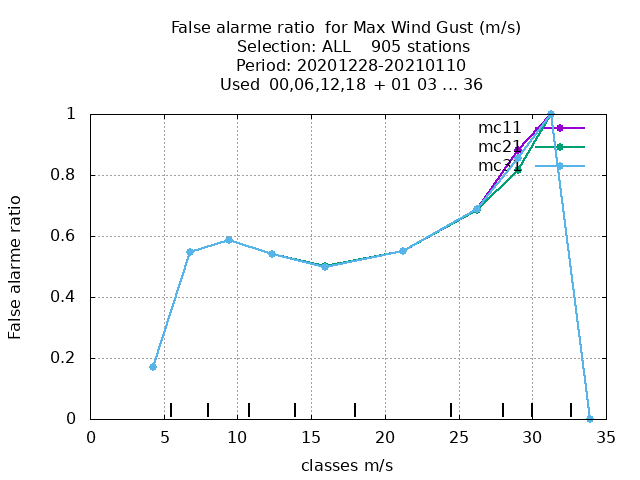 False alarme ratio for Max Wind Gust (m/s)
Selection: ALL 905 stations
Period: 20201228-20210110
Used 00,06,12,18 + 01 03 ... 36
False alarme ratio
1
0.8
0.6
0.4
0.2
0
mc11
mc21
mc31
0 5 10 15 20 25 30 35
classes m/s